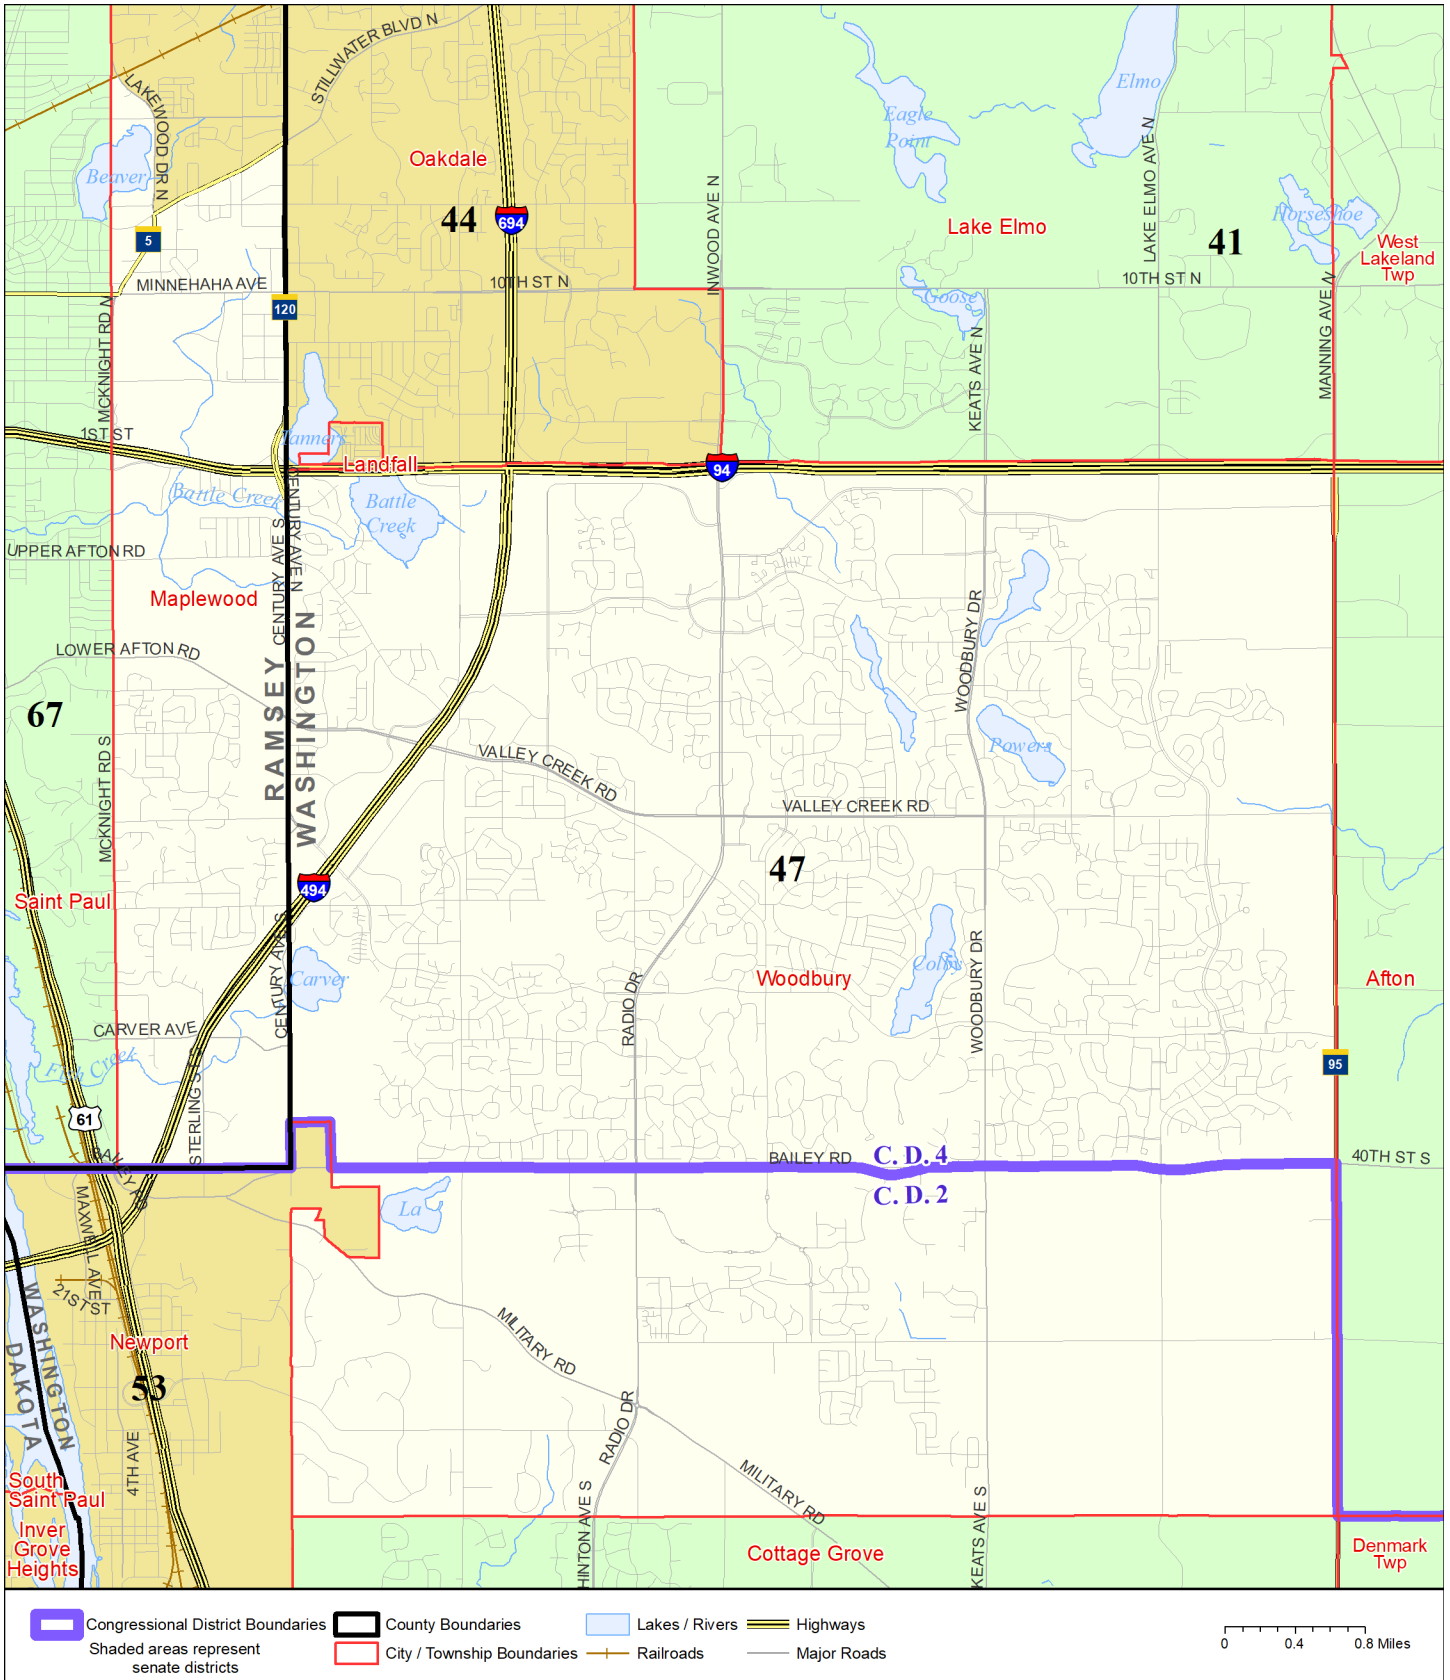 STILLWATER BLVD N
LAKEWOOD DR N
Elmo
Eagle
Point
Oakdale
Beaver
44
694
LAKE ELMO AVE N
INWOOD AVE N
Horseshoe
Lake Elmo
41
West
Lakeland
Twp
5
MINNEHAHA AVE
10TH ST N
10TH ST N
120
Goose
MCKNIGHT RD N
KEATS AVE N
MANNING AVE N
1ST ST
Tanners
Landfall
94
Battle Creek
Battle
Creek
CENTURY AVE N
CENTURY AVE S
UPPER AFTON RD
Maplewood
LOWER AFTON RD
WOODBURY DR
RAMSEY
WASHINGTON
67
Powers
MCKNIGHT RD S
VALLEY CREEK RD
VALLEY CREEK RD
47
494
Saint Paul
CENTURY AVE S
Carver
Colby
WOODBURY DR
Woodbury
Afton
RADIO DR
CARVER AVE
Fish Creek
STERLING ST S
95
61
BAILEY RD
BAILEY RD
C. D. 4
C. D. 2
40TH ST S
MAXWELL AVE
La
21ST ST
WASHINGTON
DAKOTA
Newport
MILITARY RD
53
RADIO DR
4TH AVE
MILITARY RD
South
Saint Paul
Inver
Grove
Heights
HINTON AVE S
KEATS AVE S
Cottage Grove
Denmark
Twp
Congressional District Boundaries
County Boundaries
Lakes / Rivers
Highways
Shaded areas represent
senate districts
City / Township Boundaries
Railroads
Major Roads
0 0.4 0.8 Miles